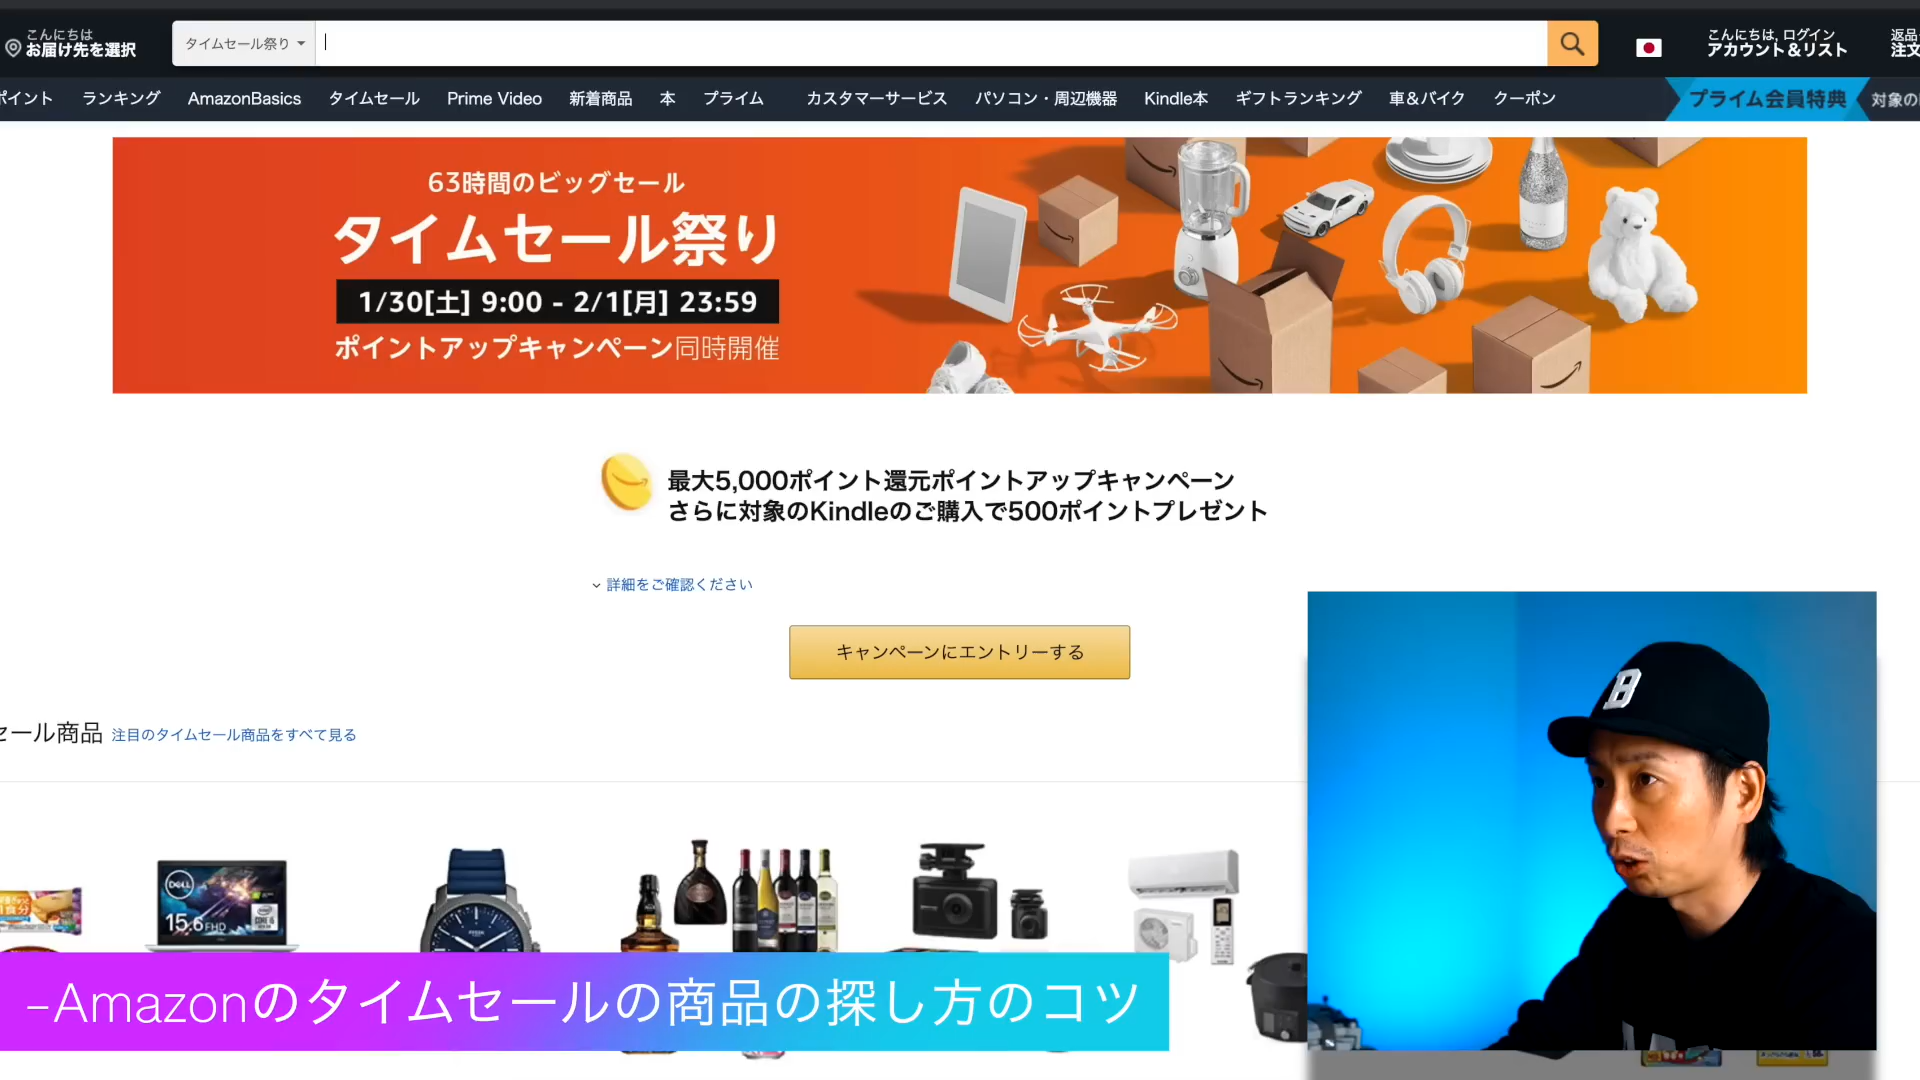 こんにちは
お届け先を選択
タイムセール祭り
こんにちは, ログイン
アカウント＆リスト
返品
注文
ポイント
ランキング
AmazonBasics
タイムセール
Prime Video
新着商品
本
プライム
カスタマーサービス
パソコン・周辺機器
Kindle本
ギフトランキング
車＆バイク
クーポン
プライム会員特典
対象の
63時間のビッグセール
タイムセール祭り
1/30[土] 9:00 - 2/1[月] 23:59
ポイントアップキャンペーン同時開催
最大5,000ポイント還元ポイントアップキャンペーン
さらに対象のKindleのご購入で500ポイントプレゼント
詳細をご確認ください
キャンペーンにエントリーする
セール商品
注目のタイムセール商品をすべて見る
DELL
15.6 FHD
B
–Amazonのタイムセールの商品の探し方のコツ